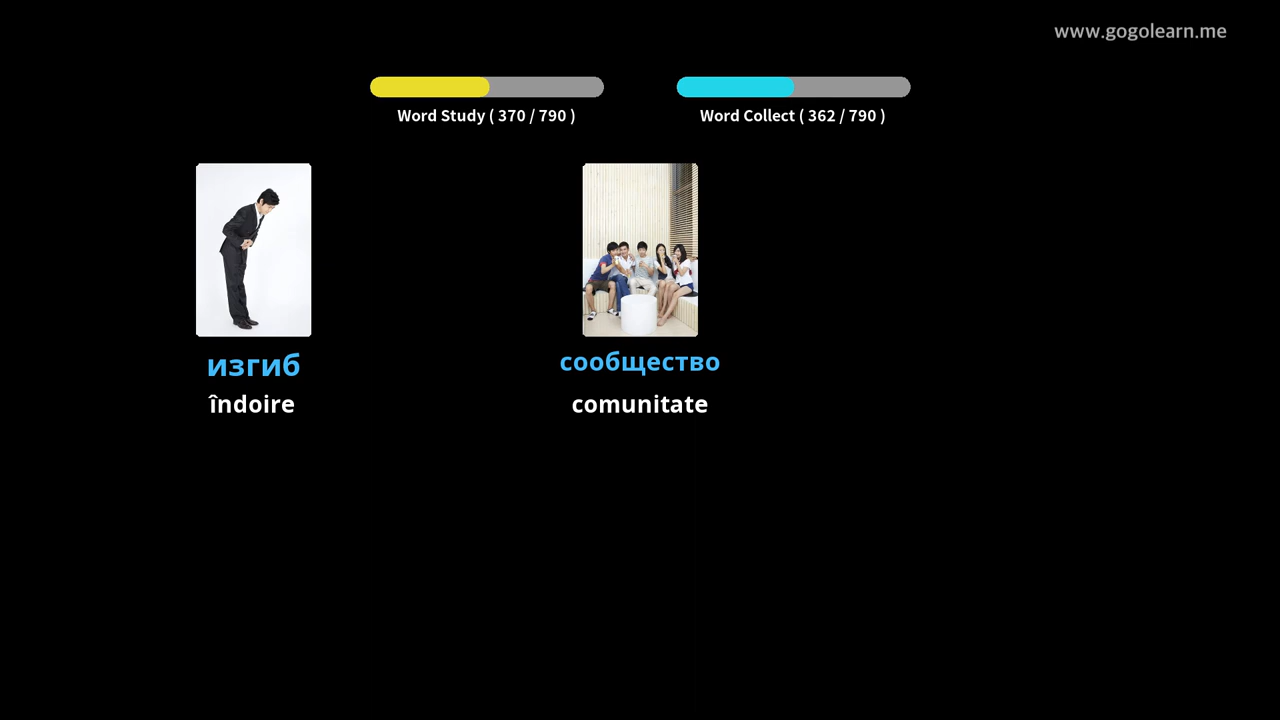 www.gogolearn.me
Word Study ( 370 / 790 )
Word Collect ( 362 / 790 )
изгиб
îndoire
сообщество
comunitate